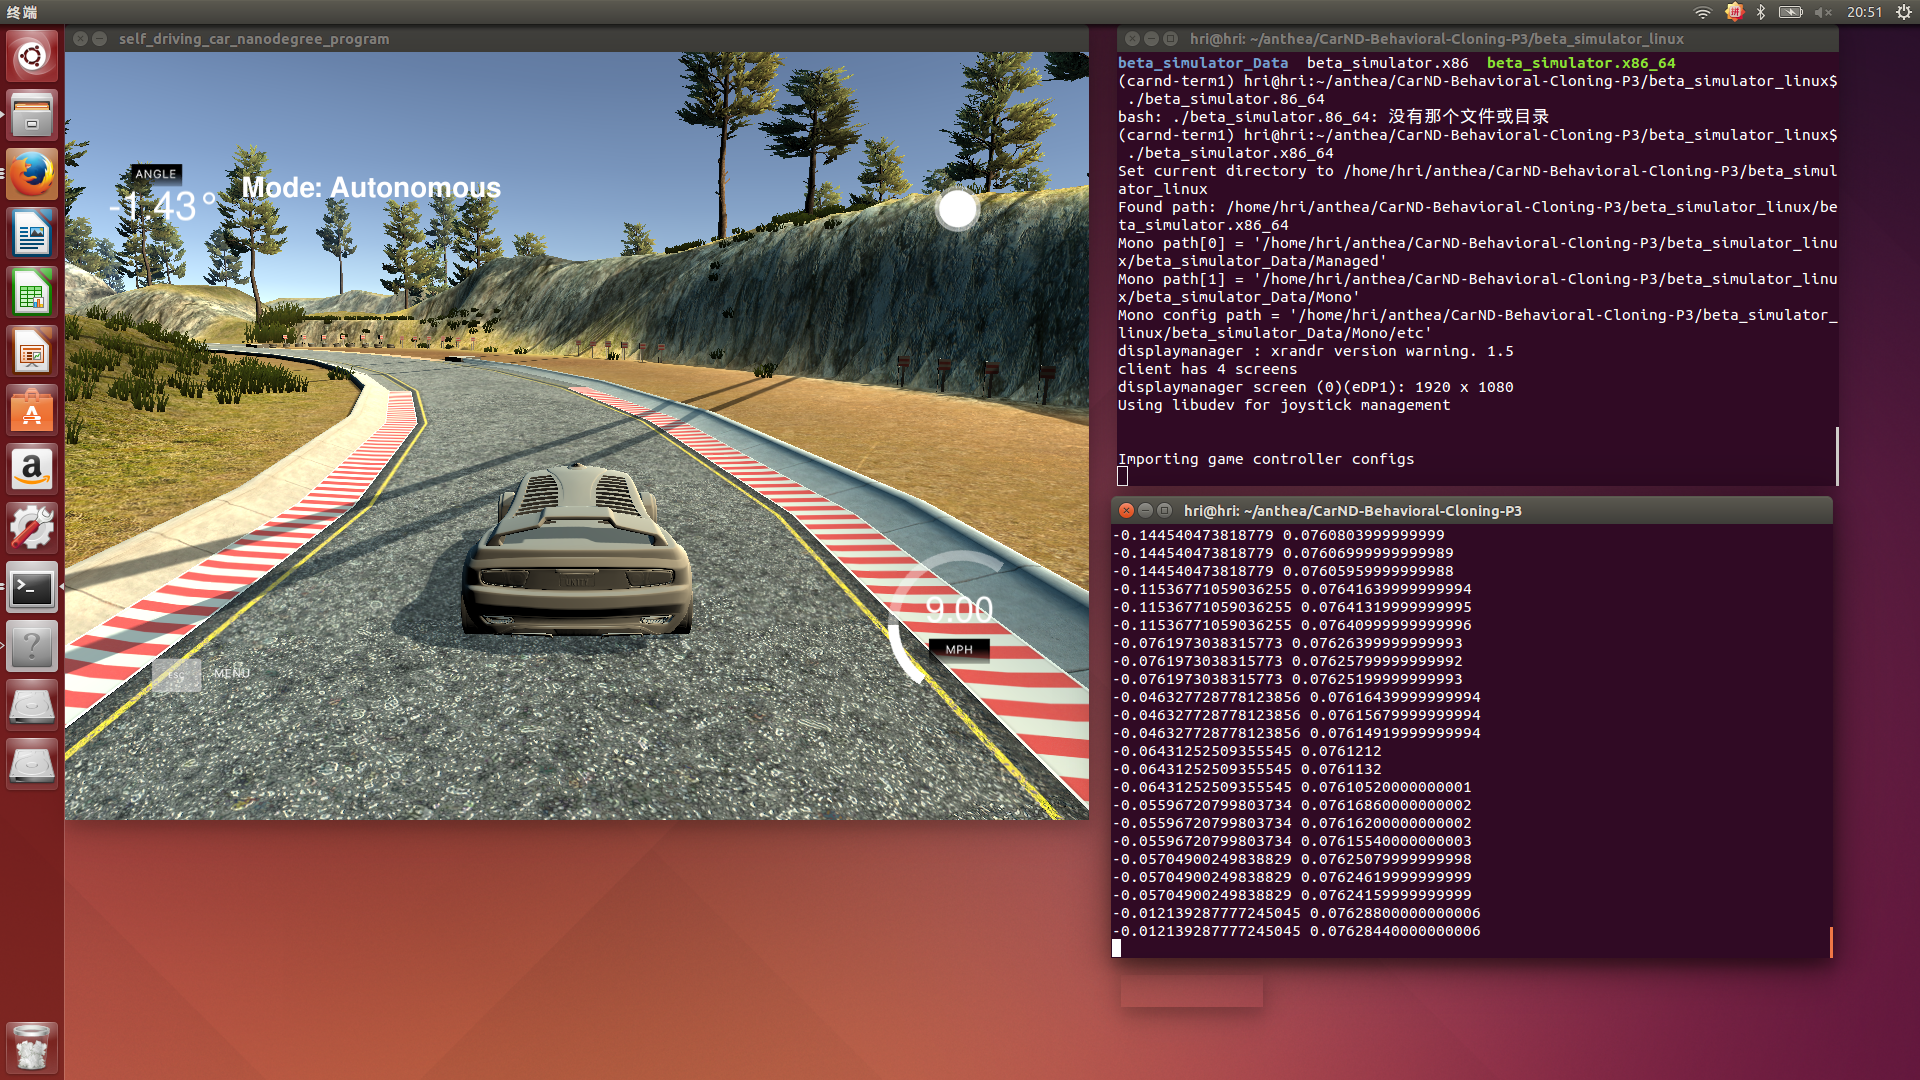 终端
20:51
self_driving_car_nanodegree_program
ANGLE
-1.43°
Mode: Autonomous
9.00
MPH
ESC
MENU
hri@hri: ~/anthea/CarND-Behavioral-Cloning-P3/beta_simulator_linux
beta_simulator_Data  beta_simulator.x86  beta_simulator.x86_64
(carnd-term1) hri@hri:~/anthea/CarND-Behavioral-Cloning-P3/beta_simulator_linux$
 ./beta_simulator.86_64
bash: ./beta_simulator.86_64: 没有那个文件或目录
(carnd-term1) hri@hri:~/anthea/CarND-Behavioral-Cloning-P3/beta_simulator_linux$
 ./beta_simulator.x86_64
Set current directory to /home/hri/anthea/CarND-Behavioral-Cloning-P3/beta_simul
ator_linux
Found path: /home/hri/anthea/CarND-Behavioral-Cloning-P3/beta_simulator_linux/be
ta_simulator.x86_64
Mono path[0] = '/home/hri/anthea/CarND-Behavioral-Cloning-P3/beta_simulator_linu
x/beta_simulator_Data/Managed'
Mono path[1] = '/home/hri/anthea/CarND-Behavioral-Cloning-P3/beta_simulator_linu
x/beta_simulator_Data/Mono'
Mono config path = '/home/hri/anthea/CarND-Behavioral-Cloning-P3/beta_simulator_
linux/beta_simulator_Data/Mono/etc'
displaymanager : xrandr version warning. 1.5
client has 4 screens
displaymanager screen (0)(eDP1): 1920 x 1080
Using libudev for joystick management
Importing game controller configs
hri@hri: ~/anthea/CarND-Behavioral-Cloning-P3
-0.144540473818779 0.0760803999999999
-0.144540473818779 0.07606999999999989
-0.144540473818779 0.07605959999999988
-0.11536771059036255 0.07641639999999994
-0.11536771059036255 0.07641319999999995
-0.11536771059036255 0.07640999999999996
-0.0761973038315773 0.07626399999999993
-0.0761973038315773 0.07625799999999992
-0.0761973038315773 0.07625199999999993
-0.046327728778123856 0.07616439999999994
-0.046327728778123856 0.07615679999999994
-0.046327728778123856 0.07614919999999994
-0.06431252509355545 0.0761212
-0.06431252509355545 0.0761132
-0.06431252509355545 0.07610520000000001
-0.05596720799803734 0.07616860000000002
-0.05596720799803734 0.07616200000000002
-0.05596720799803734 0.07615540000000003
-0.05704900249838829 0.07625079999999998
-0.05704900249838829 0.07624619999999999
-0.05704900249838829 0.07624159999999999
-0.012139287777245045 0.07628800000000006
-0.012139287777245045 0.07628440000000006